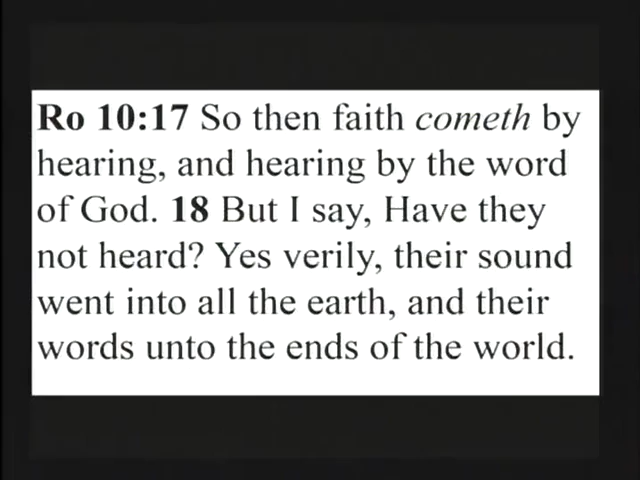 Ro 10:17 So then faith cometh by
hearing, and hearing by the word
of God. 18 But I say, Have they
not heard? Yes verily, their sound
went into all the earth, and their
words unto the ends of the world.